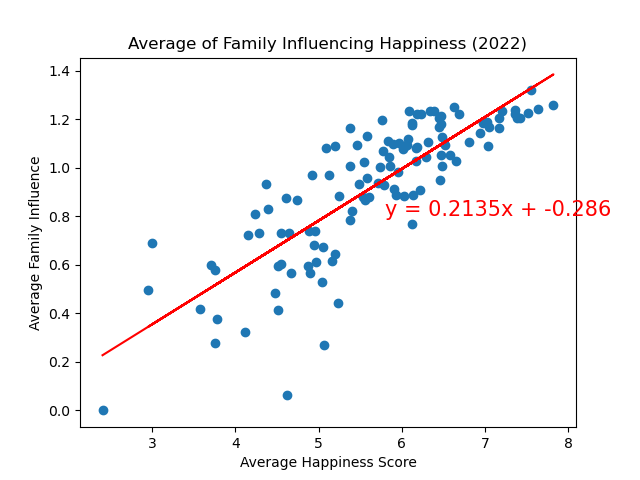 Average of Family Influencing Happiness (2022)
1.4
1.2
1.0
0.8
0.6
0.4
0.2
0.0
Average Family Influence
y = 0.2135x + -0.286
3 4 5 6 7 8
Average Happiness Score